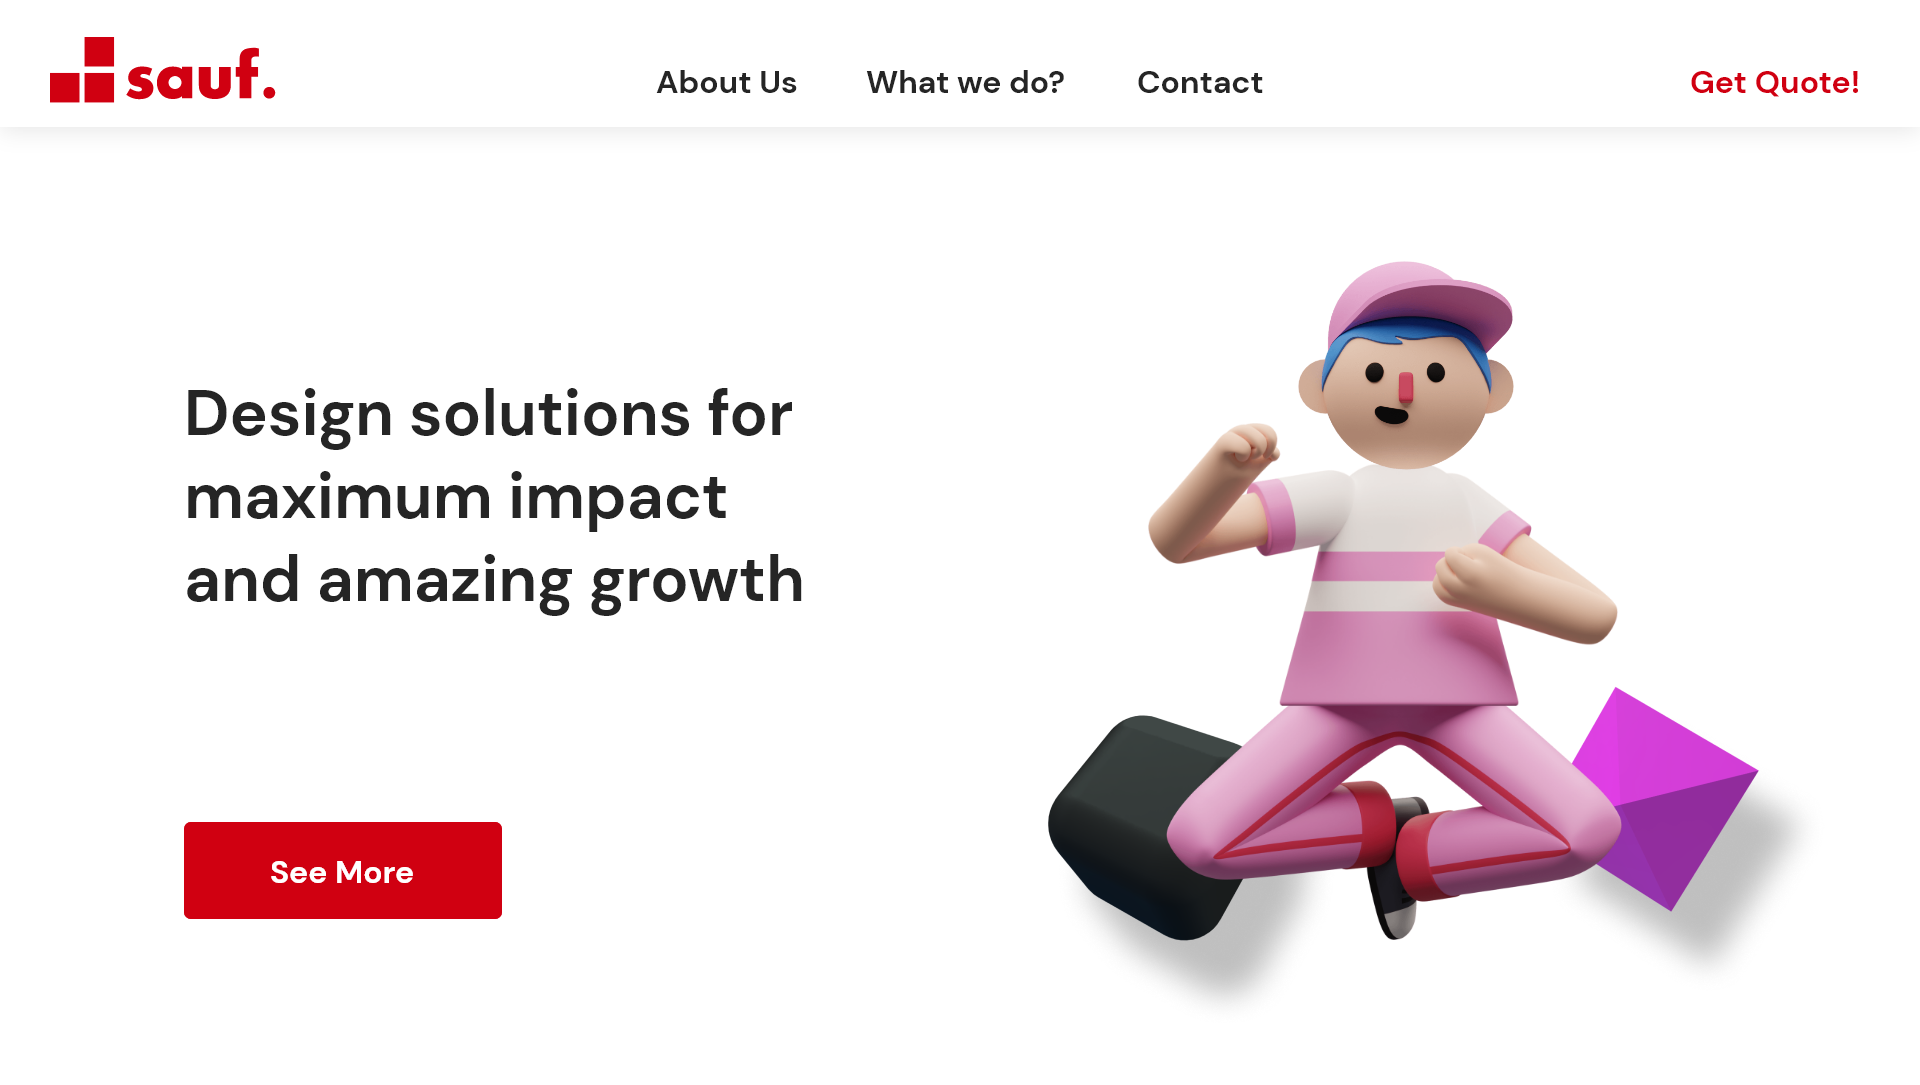 sauf.
About Us
What we do?
Contact
Get Quote!
Design solutions for
maximum impact
and amazing growth
See More